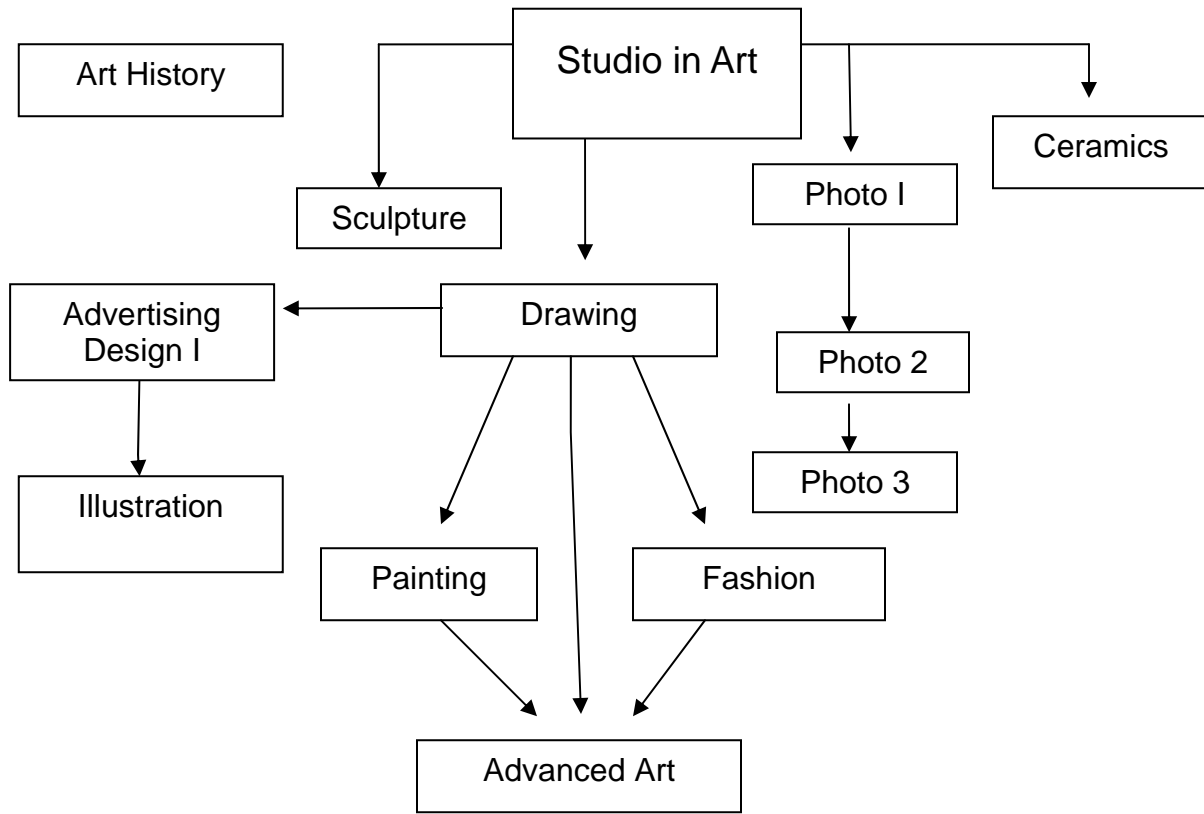 Studio in Art
Art History
Ceramics
Photo I
Sculpture
Advertising
Design I
Drawing
Photo 2
Photo 3
Illustration
Painting
Fashion
Advanced Art